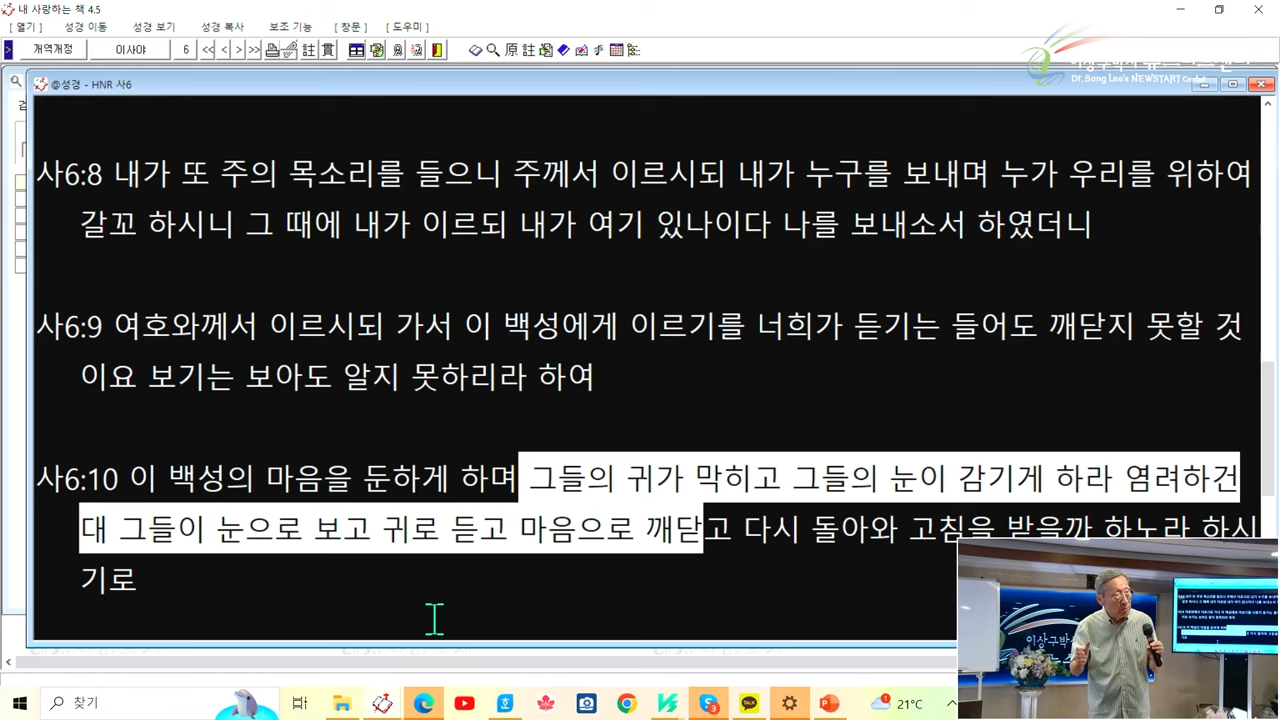 내 사랑하는 책 4.5
[ 열기 ] 성경 이동 성경 보기 성경 복사 보조 기능 [ 창문 ] [ 도우미 ]
개역개정 이사야 6 << < > >> 註 貫 原 註
Dr.Sang Lee's NEWSTART Center
@성경 - HNR 사6
사6:8 내가 또 주의 목소리를 들으니 주께서 이르시되 내가 누구를 보내며 누가 우리를 위하여
갈꼬 하시니 그 때에 내가 이르되 내가 여기 있나이다 나를 보내소서 하였더니
사6:9 여호와께서 이르시되 가서 이 백성에게 이르기를 너희가 듣기는 들어도 깨닫지 못할 것
이요 보기는 보아도 알지 못하리라 하여
사6:10 이 백성의 마음을 둔하게 하며 그들의 귀가 막히고 그들의 눈이 감기게 하라 염려하건
대 그들이 눈으로 보고 귀로 듣고 마음으로 깨닫고 다시 돌아와 고침을 받을까 하노라 하시
기로
이상구박
찾기
TALK
21°C